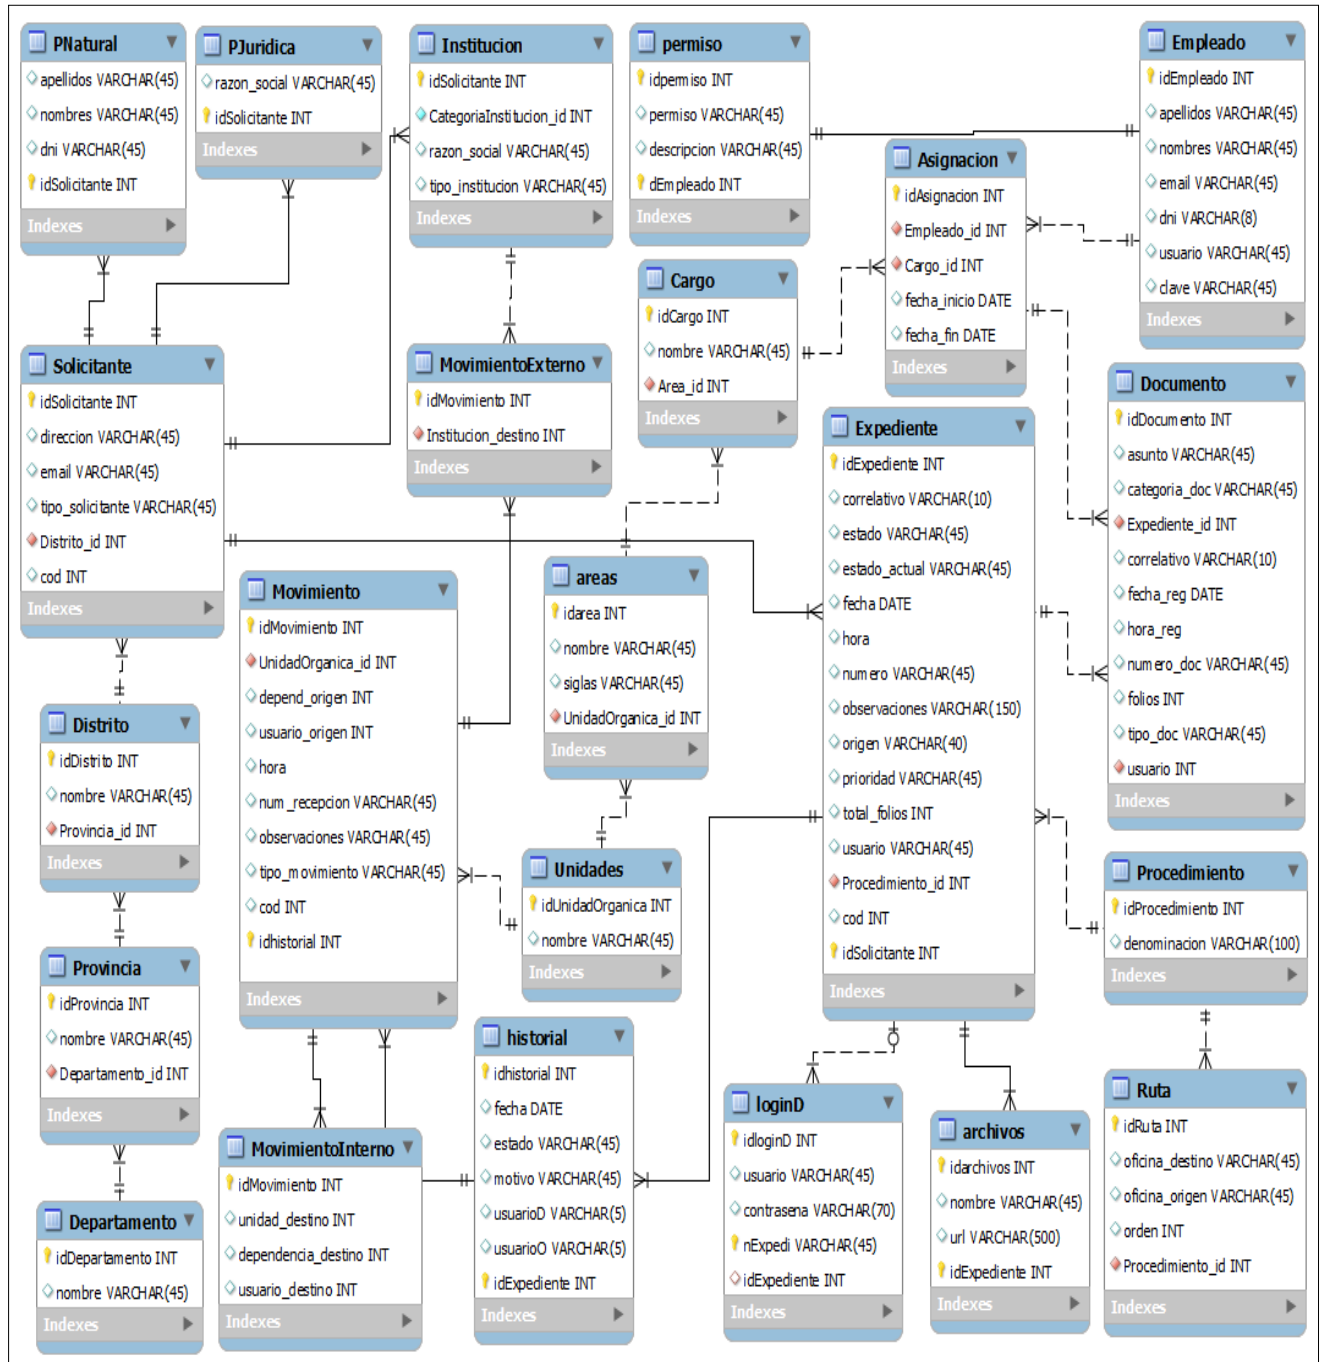 PNatural
apellidos VARCHAR(45)
nombres VARCHAR(45)
dni VARCHAR(45)
idSolicitante INT
Indexes
PJuridica
razon_social VARCHAR(45)
idSolicitante INT
Indexes
Institucion
idSolicitante INT
CategoriaInstitucion_id INT
razon_social VARCHAR(45)
tipo_institucion VARCHAR(45)
Indexes
permiso
idpermiso INT
permiso VARCHAR(45)
descripcion VARCHAR(45)
dEmpleado INT
Indexes
Empleado
idEmpleado INT
apellidos VARCHAR(45)
nombres VARCHAR(45)
email VARCHAR(45)
dni VARCHAR(8)
usuario VARCHAR(45)
clave VARCHAR(45)
Indexes
Asignacion
idAsignacion INT
Empleado_id INT
Cargo_id INT
fecha_inicio DATE
fecha_fin DATE
Indexes
Cargo
idCargo INT
nombre VARCHAR(45)
Area_id INT
Indexes
Solicitante
idSolicitante INT
direccion VARCHAR(45)
email VARCHAR(45)
tipo_solicitante VARCHAR(45)
Distrito_id INT
cod INT
Indexes
MovimientoExterno
idMovimiento INT
Institucion_destino INT
Indexes
Expediente
idExpediente INT
correlativo VARCHAR(10)
estado VARCHAR(45)
estado_actual VARCHAR(45)
fecha DATE
hora
numero VARCHAR(45)
observaciones VARCHAR(150)
origen VARCHAR(40)
prioridad VARCHAR(45)
total_folios INT
usuario VARCHAR(45)
Procedimiento_id INT
cod INT
idSolicitante INT
Indexes
Documento
idDocumento INT
asunto VARCHAR(45)
categoria_doc VARCHAR(45)
Expediente_id INT
correlativo VARCHAR(10)
fecha_reg DATE
hora_reg
numero_doc VARCHAR(45)
folios INT
tipo_doc VARCHAR(45)
usuario INT
Indexes
Movimiento
idMovimiento INT
UnidadOrganica_id INT
depend_origen INT
usuario_origen INT
hora
num_recepcion VARCHAR(45)
observaciones VARCHAR(45)
tipo_movimiento VARCHAR(45)
cod INT
idhistorial INT
Indexes
areas
idarea INT
nombre VARCHAR(45)
siglas VARCHAR(45)
UnidadOrganica_id INT
Indexes
Distrito
idDistrito INT
nombre VARCHAR(45)
Provincia_id INT
Indexes
Unidades
idUnidadOrganica INT
nombre VARCHAR(45)
Indexes
Procedimiento
idProcedimiento INT
denominacion VARCHAR(100)
Indexes
Provincia
idProvincia INT
nombre VARCHAR(45)
Departamento_id INT
Indexes
historial
idhistorial INT
fecha DATE
estado VARCHAR(45)
motivo VARCHAR(45)
usuarioD VARCHAR(5)
usuarioO VARCHAR(5)
idExpediente INT
Indexes
loginD
idloginD INT
usuario VARCHAR(45)
contrasena VARCHAR(70)
nExpedi VARCHAR(45)
idExpediente INT
Indexes
archivos
idarchivos INT
nombre VARCHAR(45)
url VARCHAR(500)
idExpediente INT
Indexes
Ruta
idRuta INT
oficina_destino VARCHAR(45)
oficina_origen VARCHAR(45)
orden INT
Procedimiento_id INT
Indexes
MovimientoInterno
idMovimiento INT
unidad_destino INT
dependencia_destino INT
usuario_destino INT
Indexes
Departamento
idDepartamento INT
nombre VARCHAR(45)
Indexes